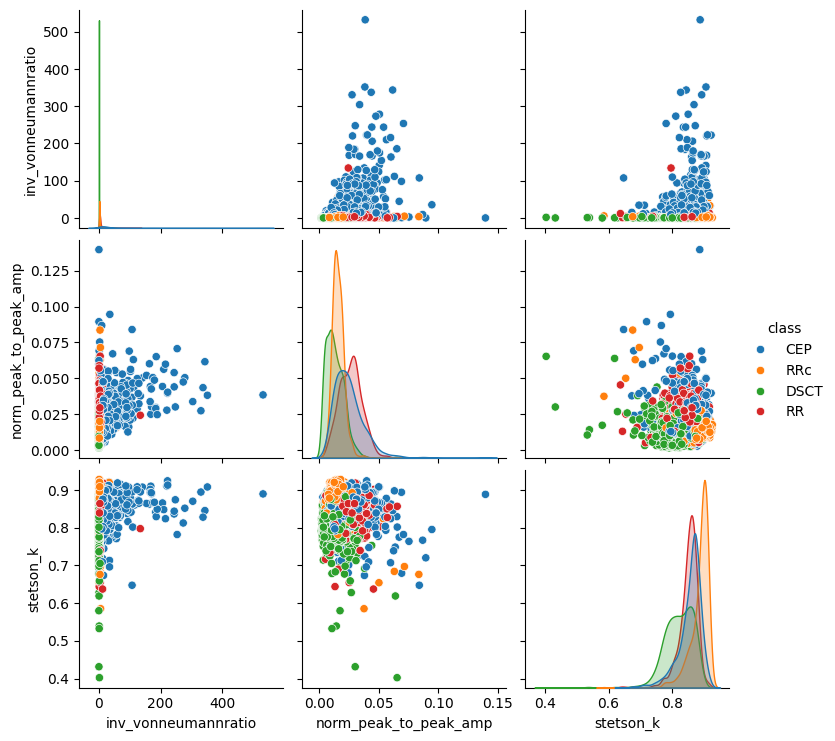 inv_vonneumannratio
500
400
300
200
100
0
norm_peak_to_peak_amp
0.125
0.100
0.075
0.050
0.025
0.000
class
CEP
RRc
DSCT
RR
stetson_k
0.9
0.8
0.7
0.6
0.5
0.4
0 200 400
0.00 0.05 0.10 0.15
0.4 0.6 0.8
inv_vonneumannratio
norm_peak_to_peak_amp
stetson_k